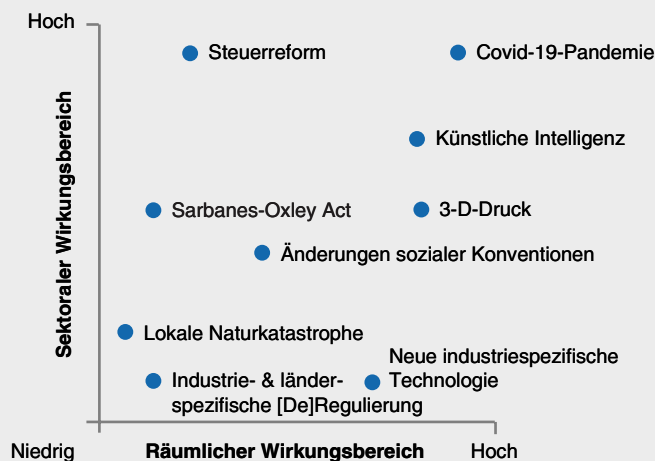 Hoch
Steuerreform
Covid-19-Pandemie
Künstliche Intelligenz
Sektoraler Wirkungsbereich
Sarbanes-Oxley Act
3-D-Druck
Änderungen sozialer Konventionen
Lokale Naturkatastrophe
Neue industriespezifische
Technologie
Industrie- & länder-
spezifische [De]Regulierung
Niedrig
Räumlicher Wirkungsbereich
Hoch